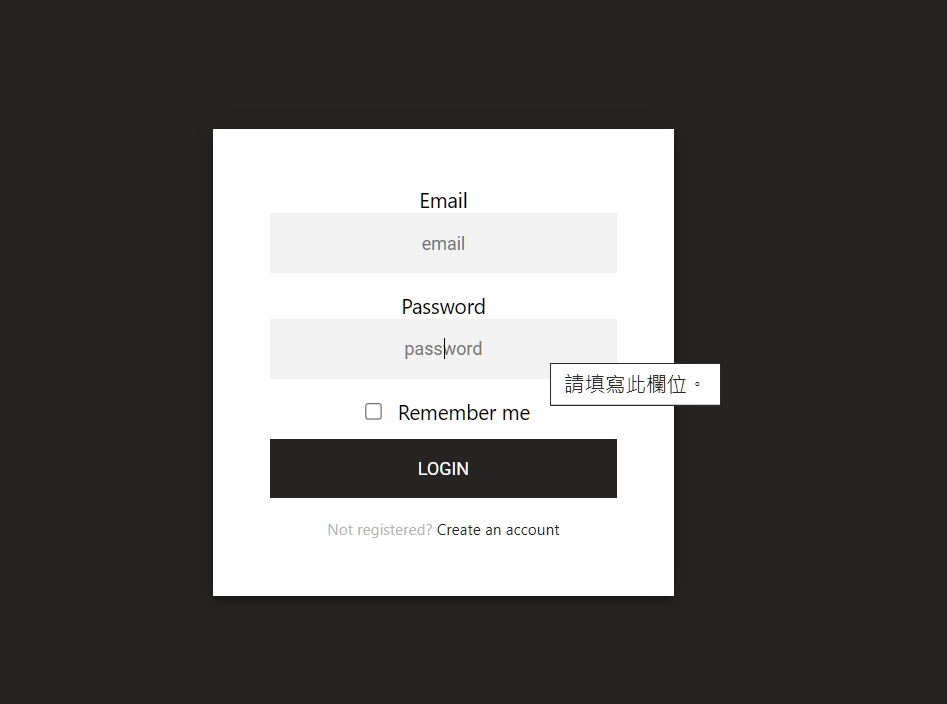 Email
email
Password
password
請填寫此欄位。
Remember me
LOGIN
Not registered? Create an account